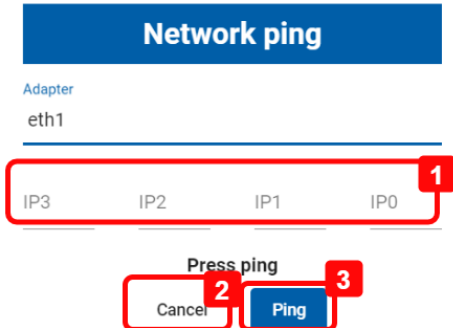 Network ping
Adapter
eth1
1
IP3 IP2 IP1 IP0
Press ping
2
3
Cancel Ping